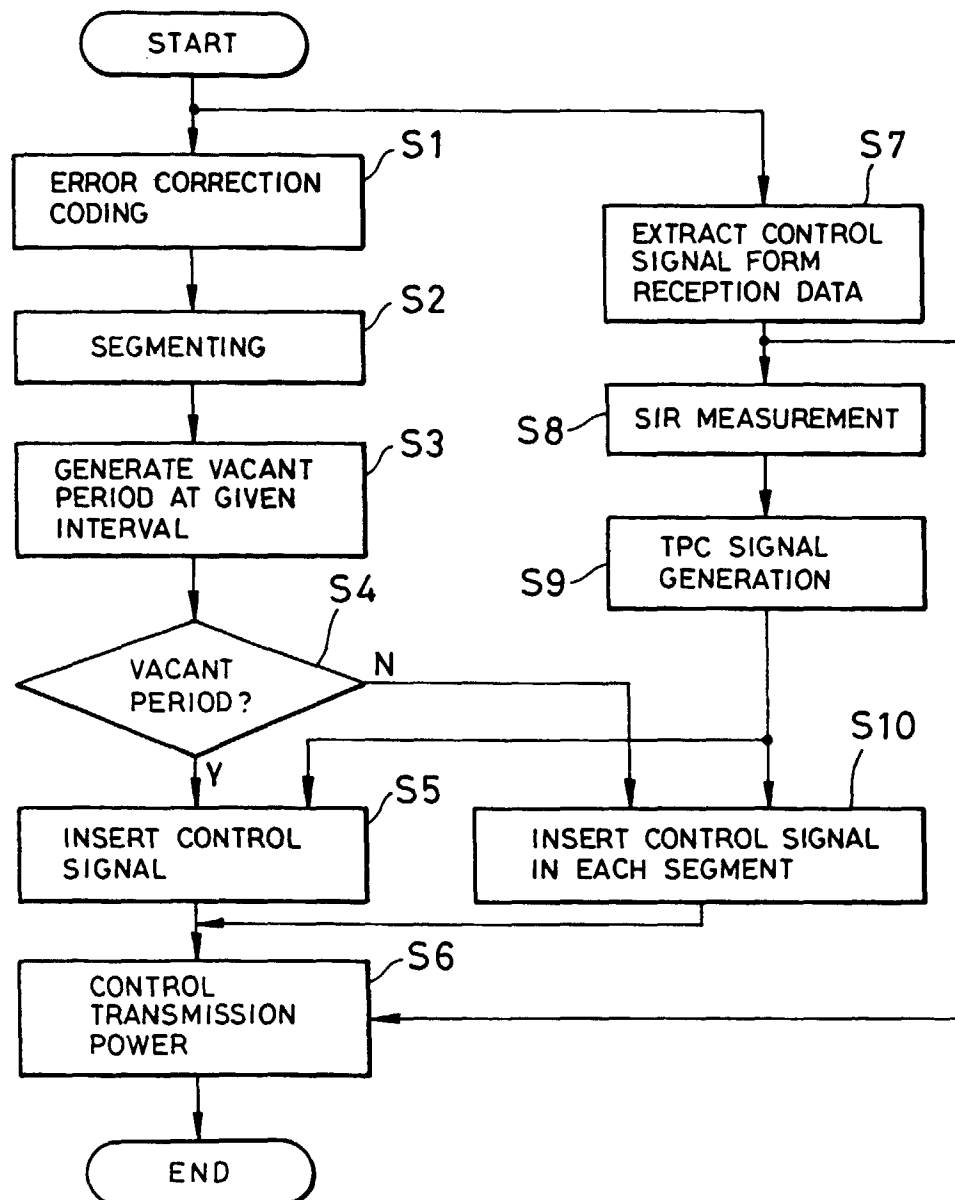 START
S1
ERROR CORRECTION
CODING
S2
SEGMENTING
S3
GENERATE VACANT
PERIOD AT GIVEN
INTERVAL
S4
VACANT
PERIOD?
N
Y
S5
INSERT CONTROL
SIGNAL
S6
CONTROL
TRANSMISSION
POWER
END
S7
EXTRACT CONTROL
SIGNAL FORM
RECEPTION DATA
S8
SIR MEASUREMENT
S9
TPC SIGNAL
GENERATION
S10
INSERT CONTROL SIGNAL
IN EACH SEGMENT